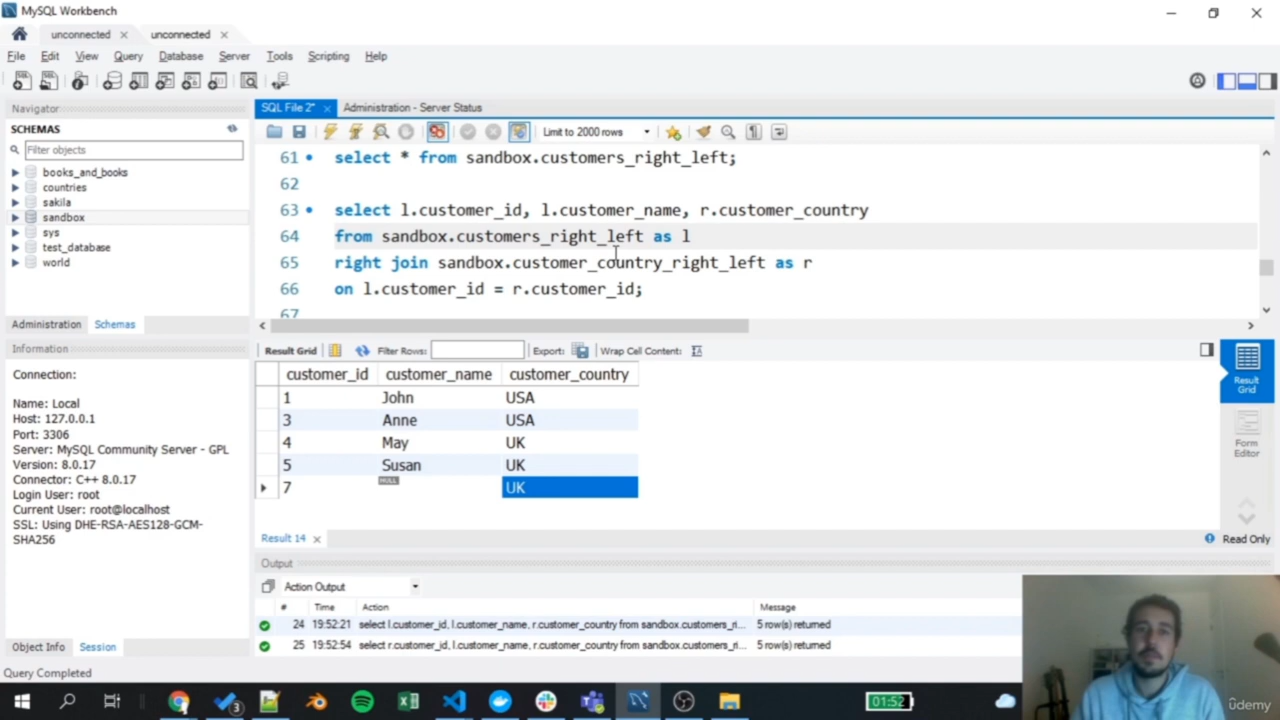 MySQL Workbench
unconnected
unconnected
File Edit View Query Database Server Tools Scripting Help
Navigator
SCHEMAS
Filter objects
books_and_books
countries
sakila
sandbox
sys
test_database
world
Administration Schemas
Information
Connection:
Name: Local
Host: 127.0.0.1
Port: 3306
Server: MySQL Community Server - GPL
Version: 8.0.17
Connector: C++ 8.0.17
Login User: root
Current User: root@localhost
SSL: Using DHE-RSA-AES128-GCM-
SHA256
Object Info Session
Query Completed
SQL File 2* Administration - Server Status
Limit to 2000 rows
61 select * from sandbox.customers_right_left;
62
63 select l.customer_id, l.customer_name, r.customer_country
64 from sandbox.customers_right_left as l
65 right join sandbox.customer_country_right_left as r
66 on l.customer_id = r.customer_id;
67
Result Grid Filter Rows: Export: Wrap Cell Content:
customer_id customer_name customer_country
1 John USA
3 Anne USA
4 May UK
5 Susan UK
7 NULL UK
Result Grid
Form Editor
Result 14
Read Only
Output
Action Output
# Time Action Message
24 19:52:21 select l.customer_id, l.customer_name, r.customer_country from sandbox.customers_ri... 5 row(s) returned
25 19:52:54 select r.customer_id, l.customer_name, r.customer_country from sandbox.customers_ri... 5 row(s) returned
3
01:52
ûdemy